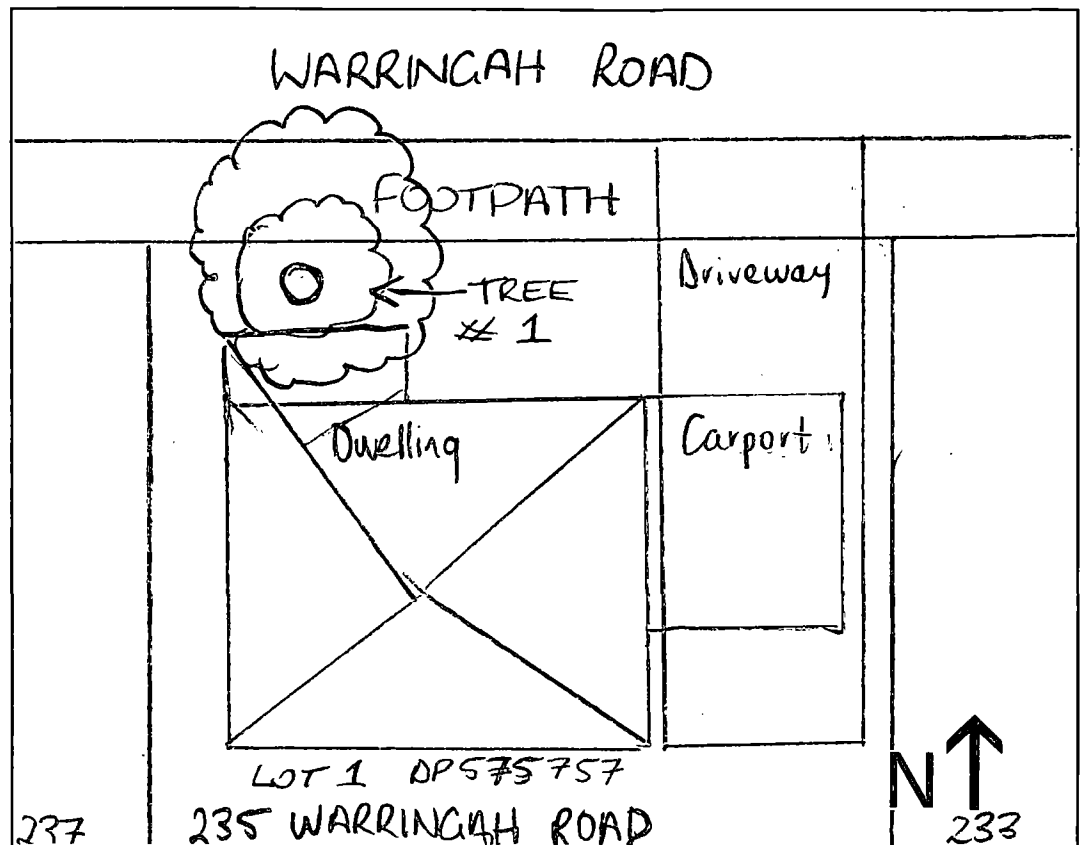 WARRINGAH ROAD
FOOTPATH
Driveway
TREE
# 1
Dwelling
Carport
LOT 1 DP575757
N
237
235 WARRINGAH ROAD
233